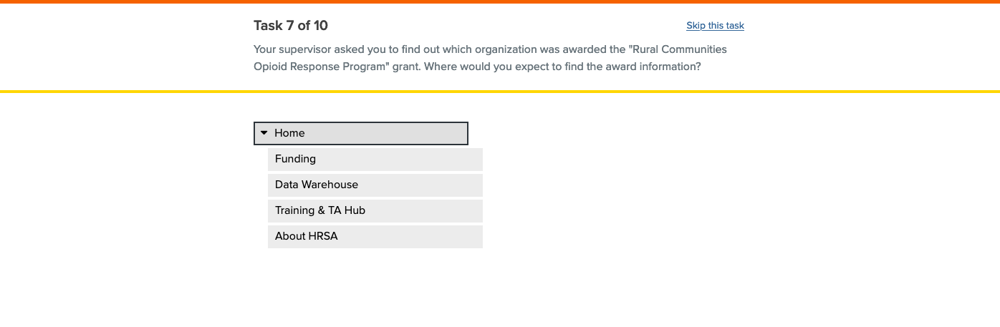 Task 7 of 10
Skip this task
Your supervisor asked you to find out which organization was awarded the "Rural Communities
Opioid Response Program" grant. Where would you expect to find the award information?
Home
Funding
Data Warehouse
Training & TA Hub
About HRSA